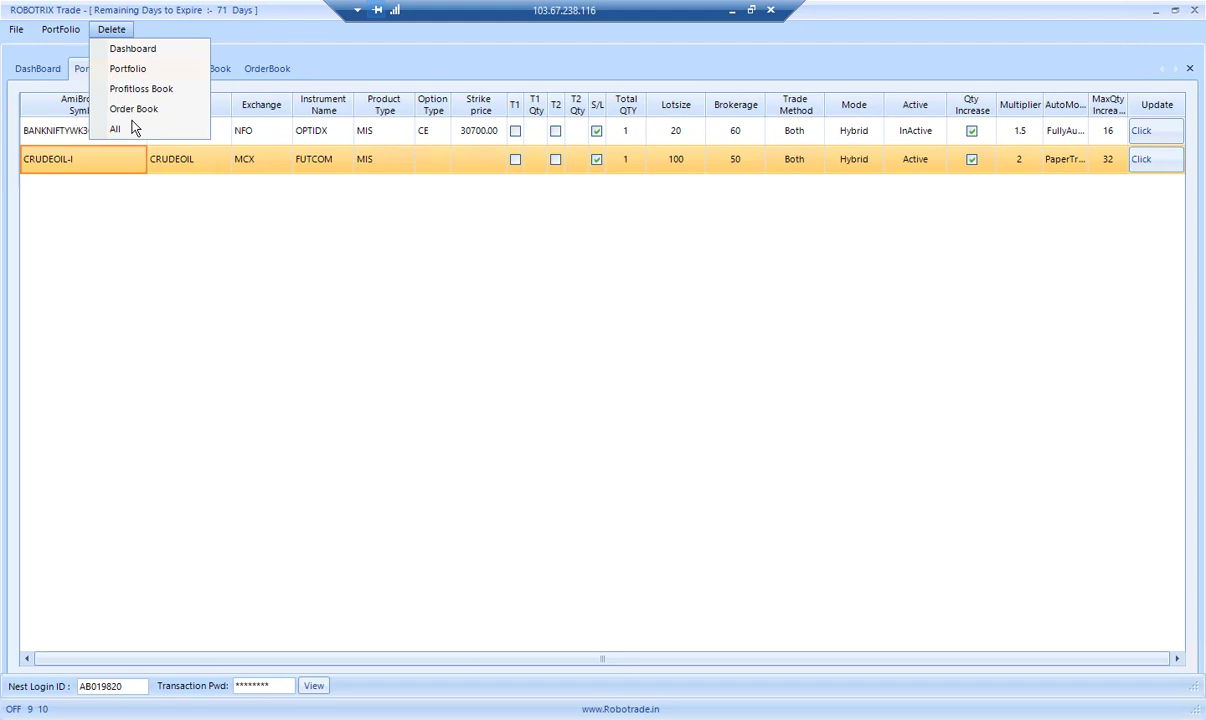 ROBOTRIX Trade - [ Remaining Days to Expire :- 71 Days ]
103.67.238.116
File PortFolio Delete
Dashboard
Portfolio
Profitloss Book
Order Book
All
DashBoard Por Book OrderBook
AmiBro Symb Exchange Instrument Name Product Type Option Type Strike price T1 T1 Qty T2 T2 Qty S/L Total QTY Lotsize Brokerage Trade Method Mode Active Qty Increase Multiplier AutoMo... MaxQty Increa... Update
BANKNIFTYWK3 NFO OPTIDX MIS CE 30700.00 1 20 60 Both Hybrid InActive 1.5 FullyAu... 16 Click
CRUDEOIL-I CRUDEOIL MCX FUTCOM MIS 1 100 50 Both Hybrid Active 2 PaperTr... 32 Click
Nest Login ID : AB019820 Transaction Pwd: ******** View
OFF 9 10 www.Robotrade.in